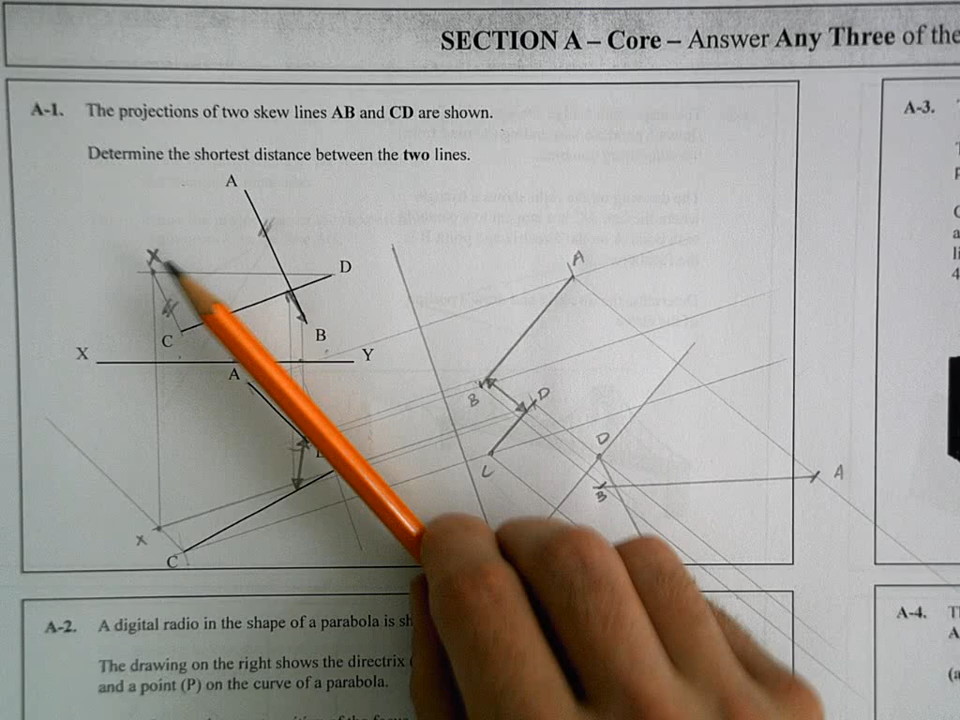 SECTION A – Core – Answer Any Three of the
A-1. The projections of two skew lines AB and CD are shown.
Determine the shortest distance between the two lines.
A
X
D
C
B
X
Y
A
A
B
D
C
D
B
A
X
C
A-2. A digital radio in the shape of a parabola is
The drawing on the right shows the directrix
and a point (P) on the curve of a parabola.
A-3.
A-4.
(a